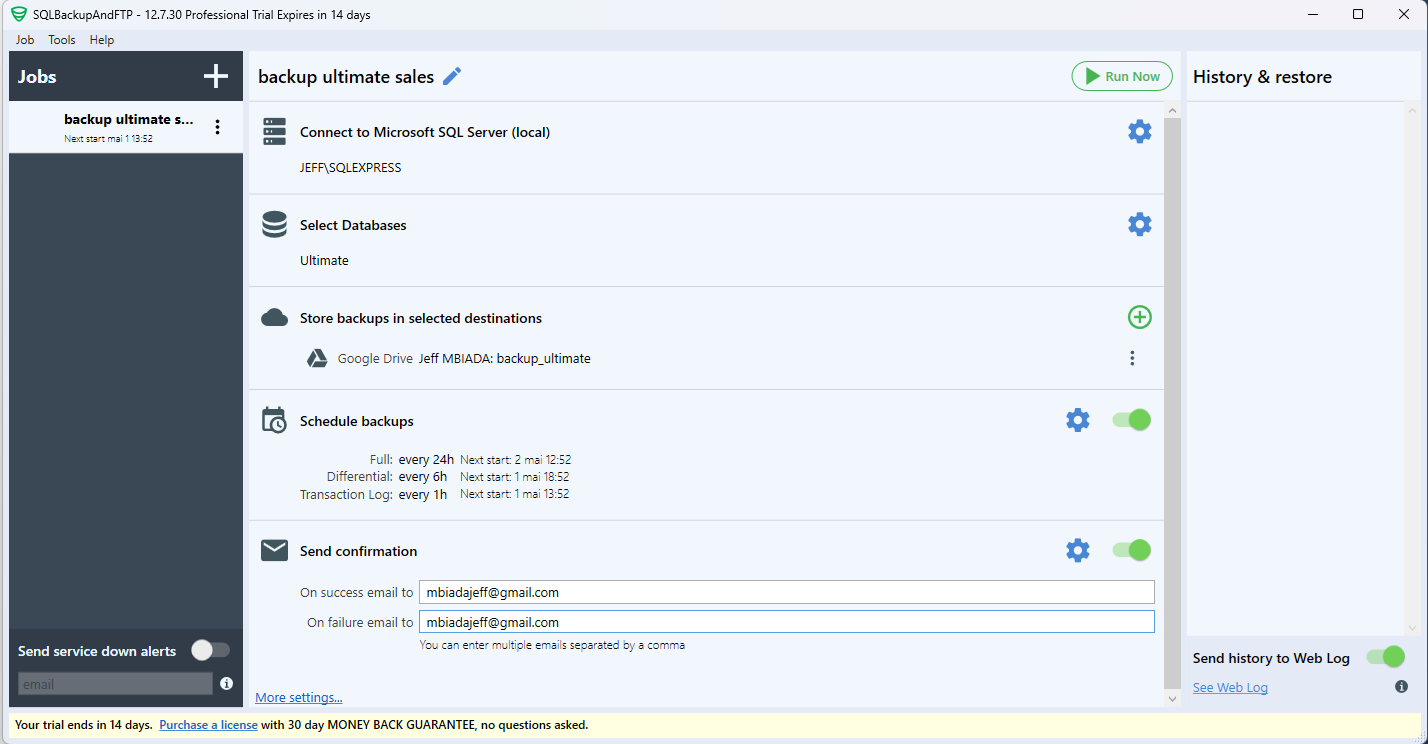 SQLBackupAndFTP - 12.7.30 Professional Trial Expires in 14 days
Job Tools Help
Jobs
backup ultimate s...
Next start mai 1 13:52
Send service down alerts
email
backup ultimate sales
Run Now
Connect to Microsoft SQL Server (local)
JEFF\SQLEXPRESS
Select Databases
Ultimate
Store backups in selected destinations
Google Drive Jeff MBIADA: backup_ultimate
Schedule backups
Full: every 24h Next start: 2 mai 12:52
Differential: every 6h Next start: 1 mai 18:52
Transaction Log: every 1h Next start: 1 mai 13:52
Send confirmation
On success email to mbiadajeff@gmail.com
On failure email to mbiadajeff@gmail.com
You can enter multiple emails separated by a comma
More settings...
History & restore
Send history to Web Log
See Web Log
Your trial ends in 14 days. Purchase a license with 30 day MONEY BACK GUARANTEE, no questions asked.